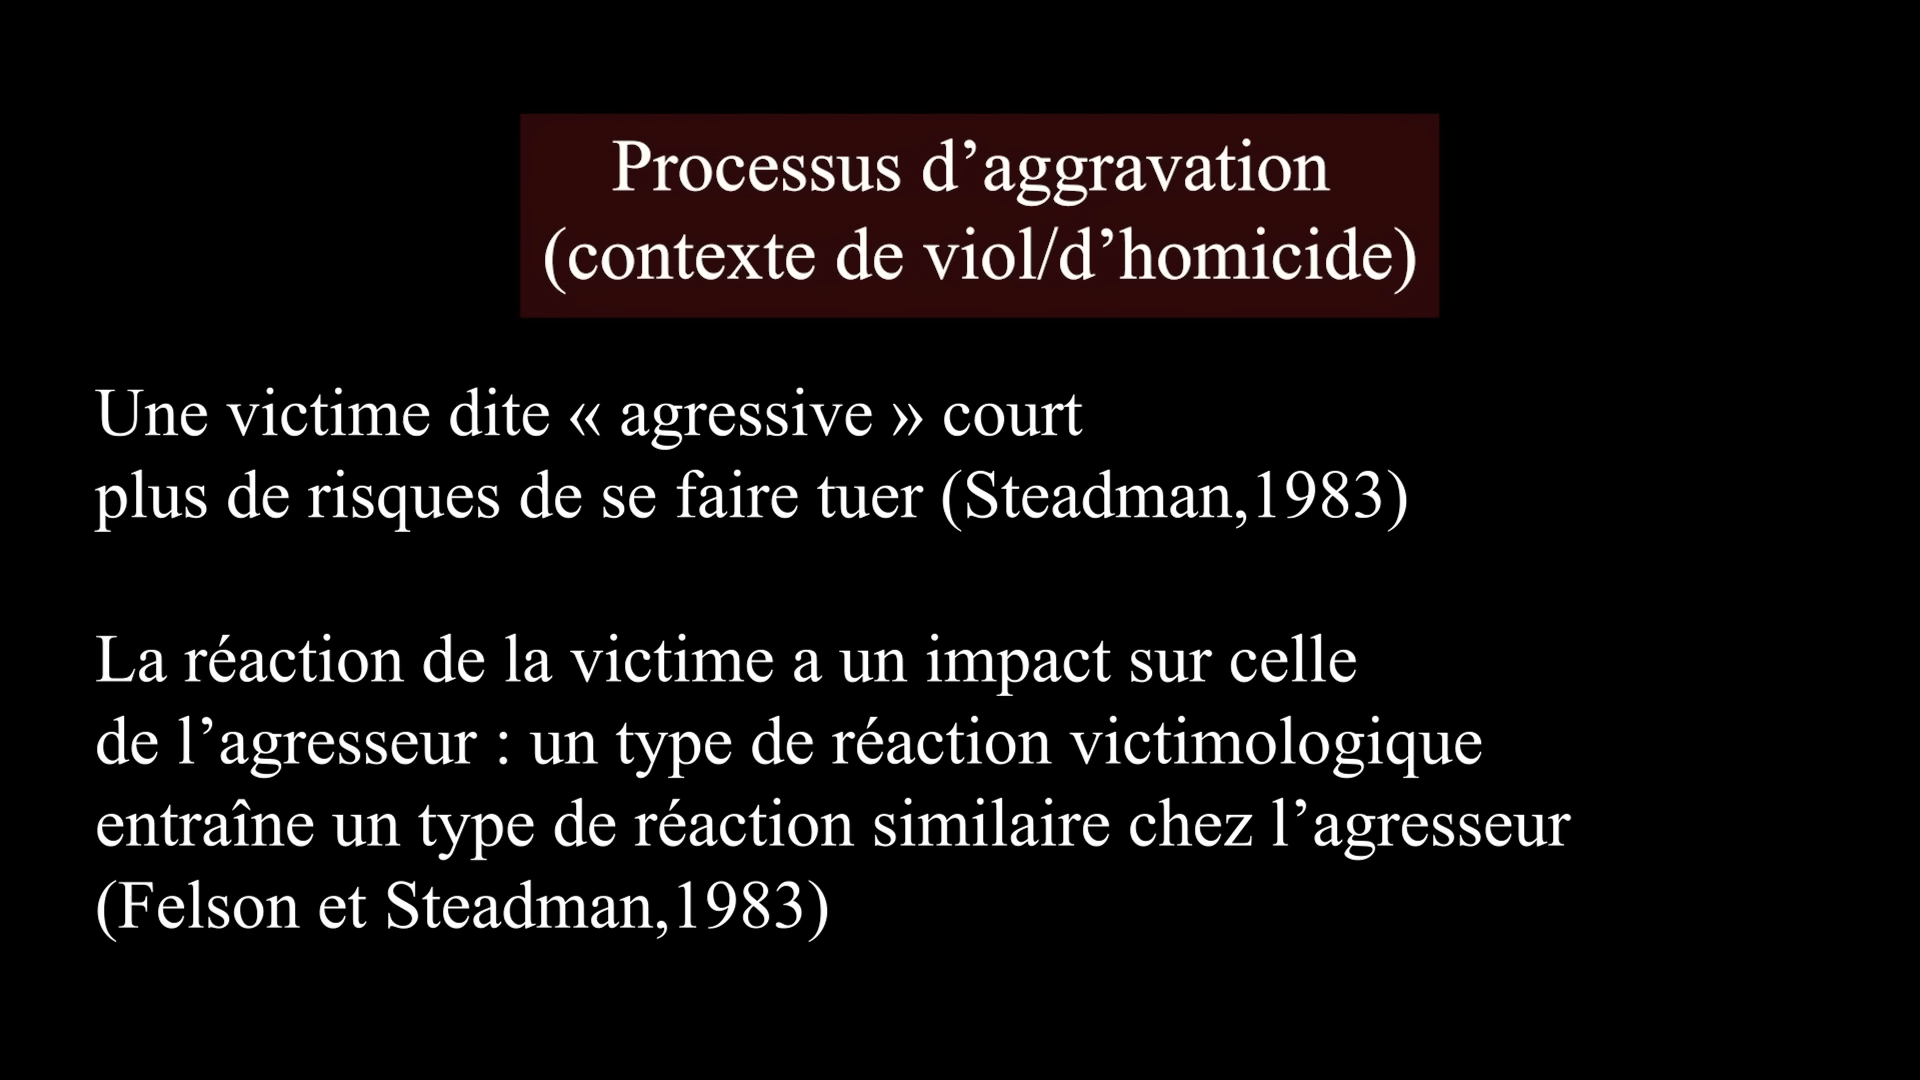 Processus d’aggravation
(contexte de viol/d’homicide)
Une victime dite « agressive » court
plus de risques de se faire tuer (Steadman,1983)
La réaction de la victime a un impact sur celle
de l’agresseur : un type de réaction victimologique
entraîne un type de réaction similaire chez l’agresseur
(Felson et Steadman,1983)